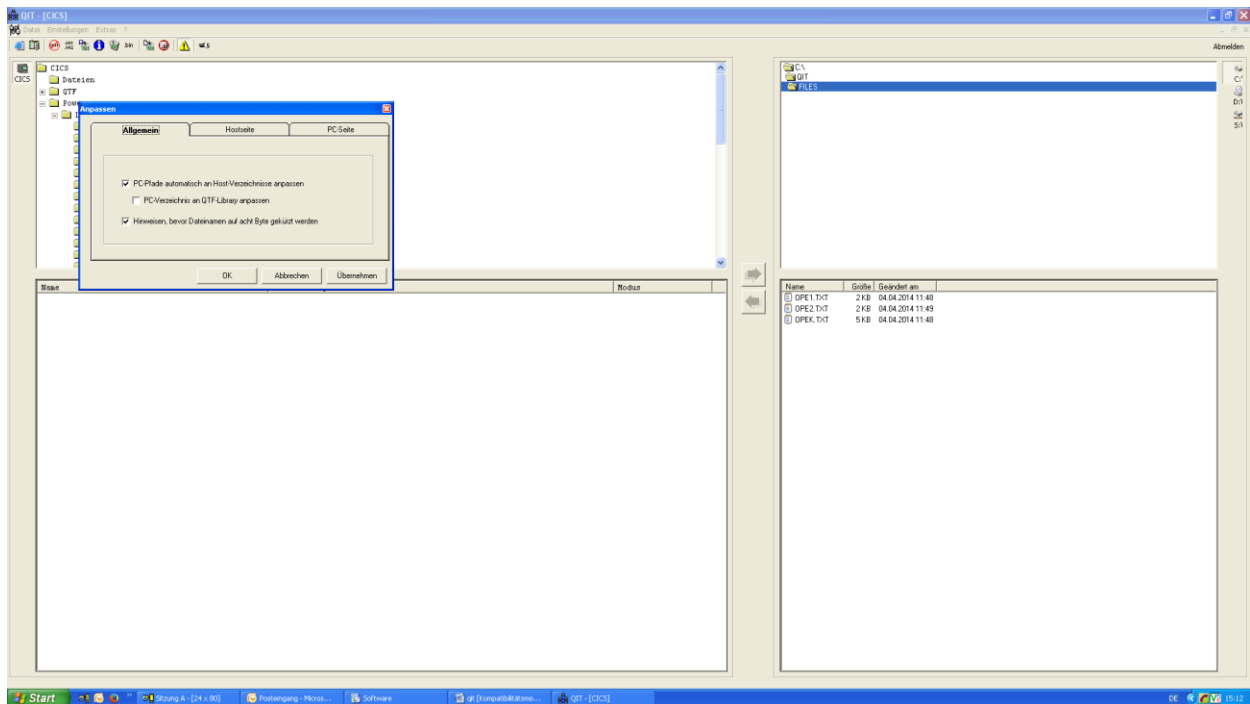 QIT - [CICS]
Datei Einstellungen Extras ?
Abmelden
CICS
CICS
Dateien
QTF
Anpassen
Allgemein Hostseite PC-Seite
PC-Pfade automatisch an Host-Verzeichnisse anpassen
PC-Verzeichnis an QTF-Library anpassen
Hinweisen, bevor Dateinamen auf acht Byte gekürzt werden
OK Abbrechen Übernehmen
Name Modus
C:\
QIT
FILES
C:\
D:\
S:\
Name Größe Geändert am
OPE1.TXT 2 KB 04.04.2014 11:48
OPE2.TXT 2 KB 04.04.2014 11:49
OPEK.TXT 5 KB 04.04.2014 11:48
Start Sitzung A - [24 x 80] Posteingang - Micros... Software qit [Kompatibilitätsmo... QIT - [CICS] DE 15:12